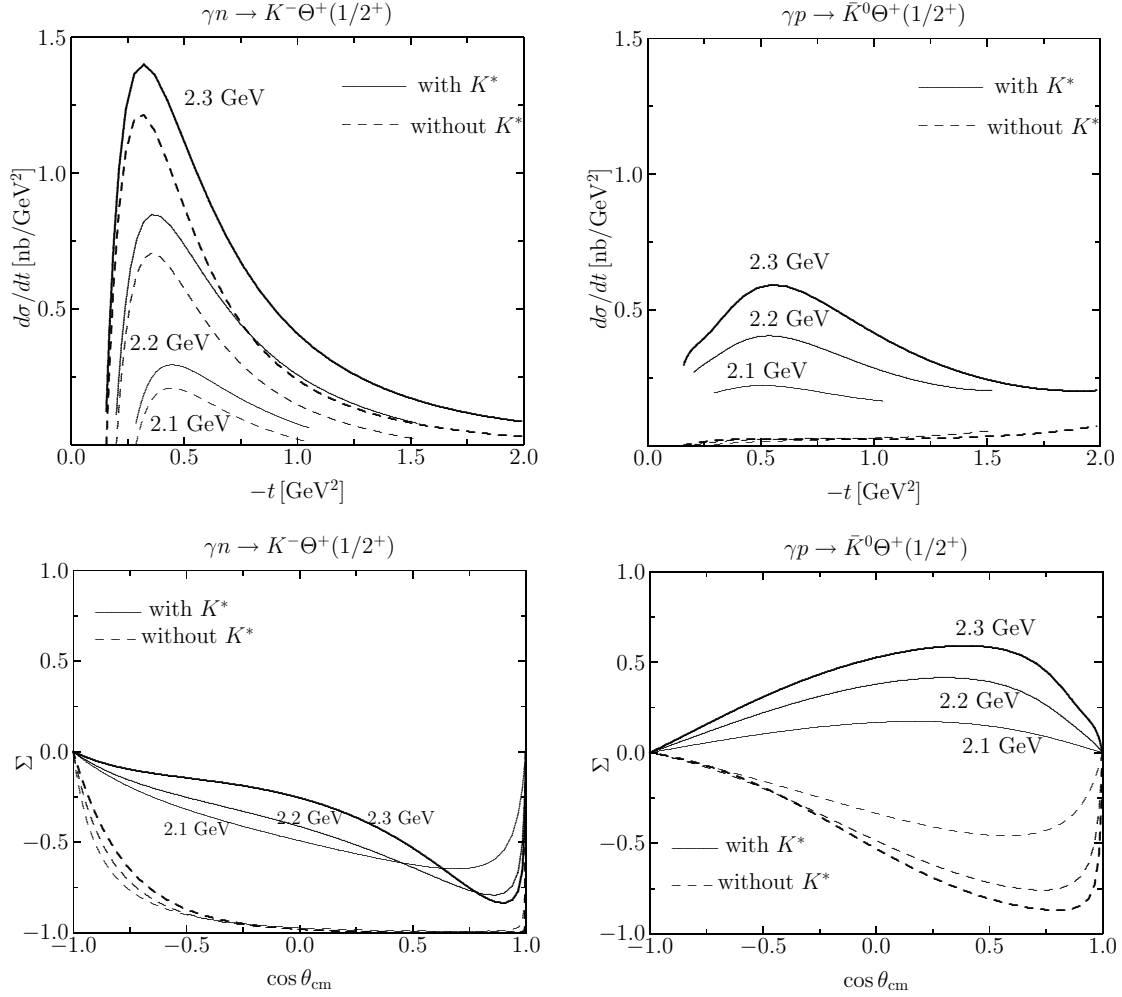 γn → K⁻Θ⁺(1/2⁺)
1.5
1.0
0.5
0.0
0.5
1.0
1.5
2.0
dσ/dt [nb/GeV²]
−t [GeV²]
with K*
without K*
2.3 GeV
2.2 GeV
2.1 GeV
γp → K̄⁰Θ⁺(1/2⁺)
1.5
1.0
0.5
0.0
0.5
1.0
1.5
2.0
dσ/dt [nb/GeV²]
−t [GeV²]
with K*
without K*
2.3 GeV
2.2 GeV
2.1 GeV
γn → K⁻Θ⁺(1/2⁺)
1.0
0.5
0.0
−0.5
−1.0
−1.0
−0.5
0.0
0.5
1.0
Σ
cos θcm
with K*
without K*
2.1 GeV
2.2 GeV
2.3 GeV
γp → K̄⁰Θ⁺(1/2⁺)
1.0
0.5
0.0
−0.5
−1.0
−1.0
−0.5
0.0
0.5
1.0
Σ
cos θcm
2.3 GeV
2.2 GeV
2.1 GeV
with K*
without K*